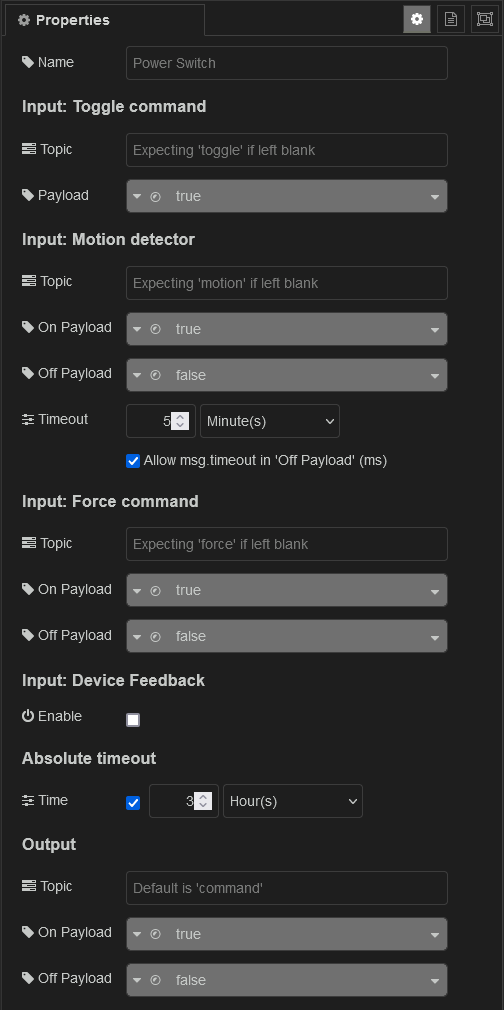 Properties
Name Power Switch
Input: Toggle command
Topic Expecting 'toggle' if left blank
Payload true
Input: Motion detector
Topic Expecting 'motion' if left blank
On Payload true
Off Payload false
Timeout 5 Minute(s)
Allow msg.timeout in 'Off Payload' (ms)
Input: Force command
Topic Expecting 'force' if left blank
On Payload true
Off Payload false
Input: Device Feedback
Enable
Absolute timeout
Time 3 Hour(s)
Output
Topic Default is 'command'
On Payload true
Off Payload false